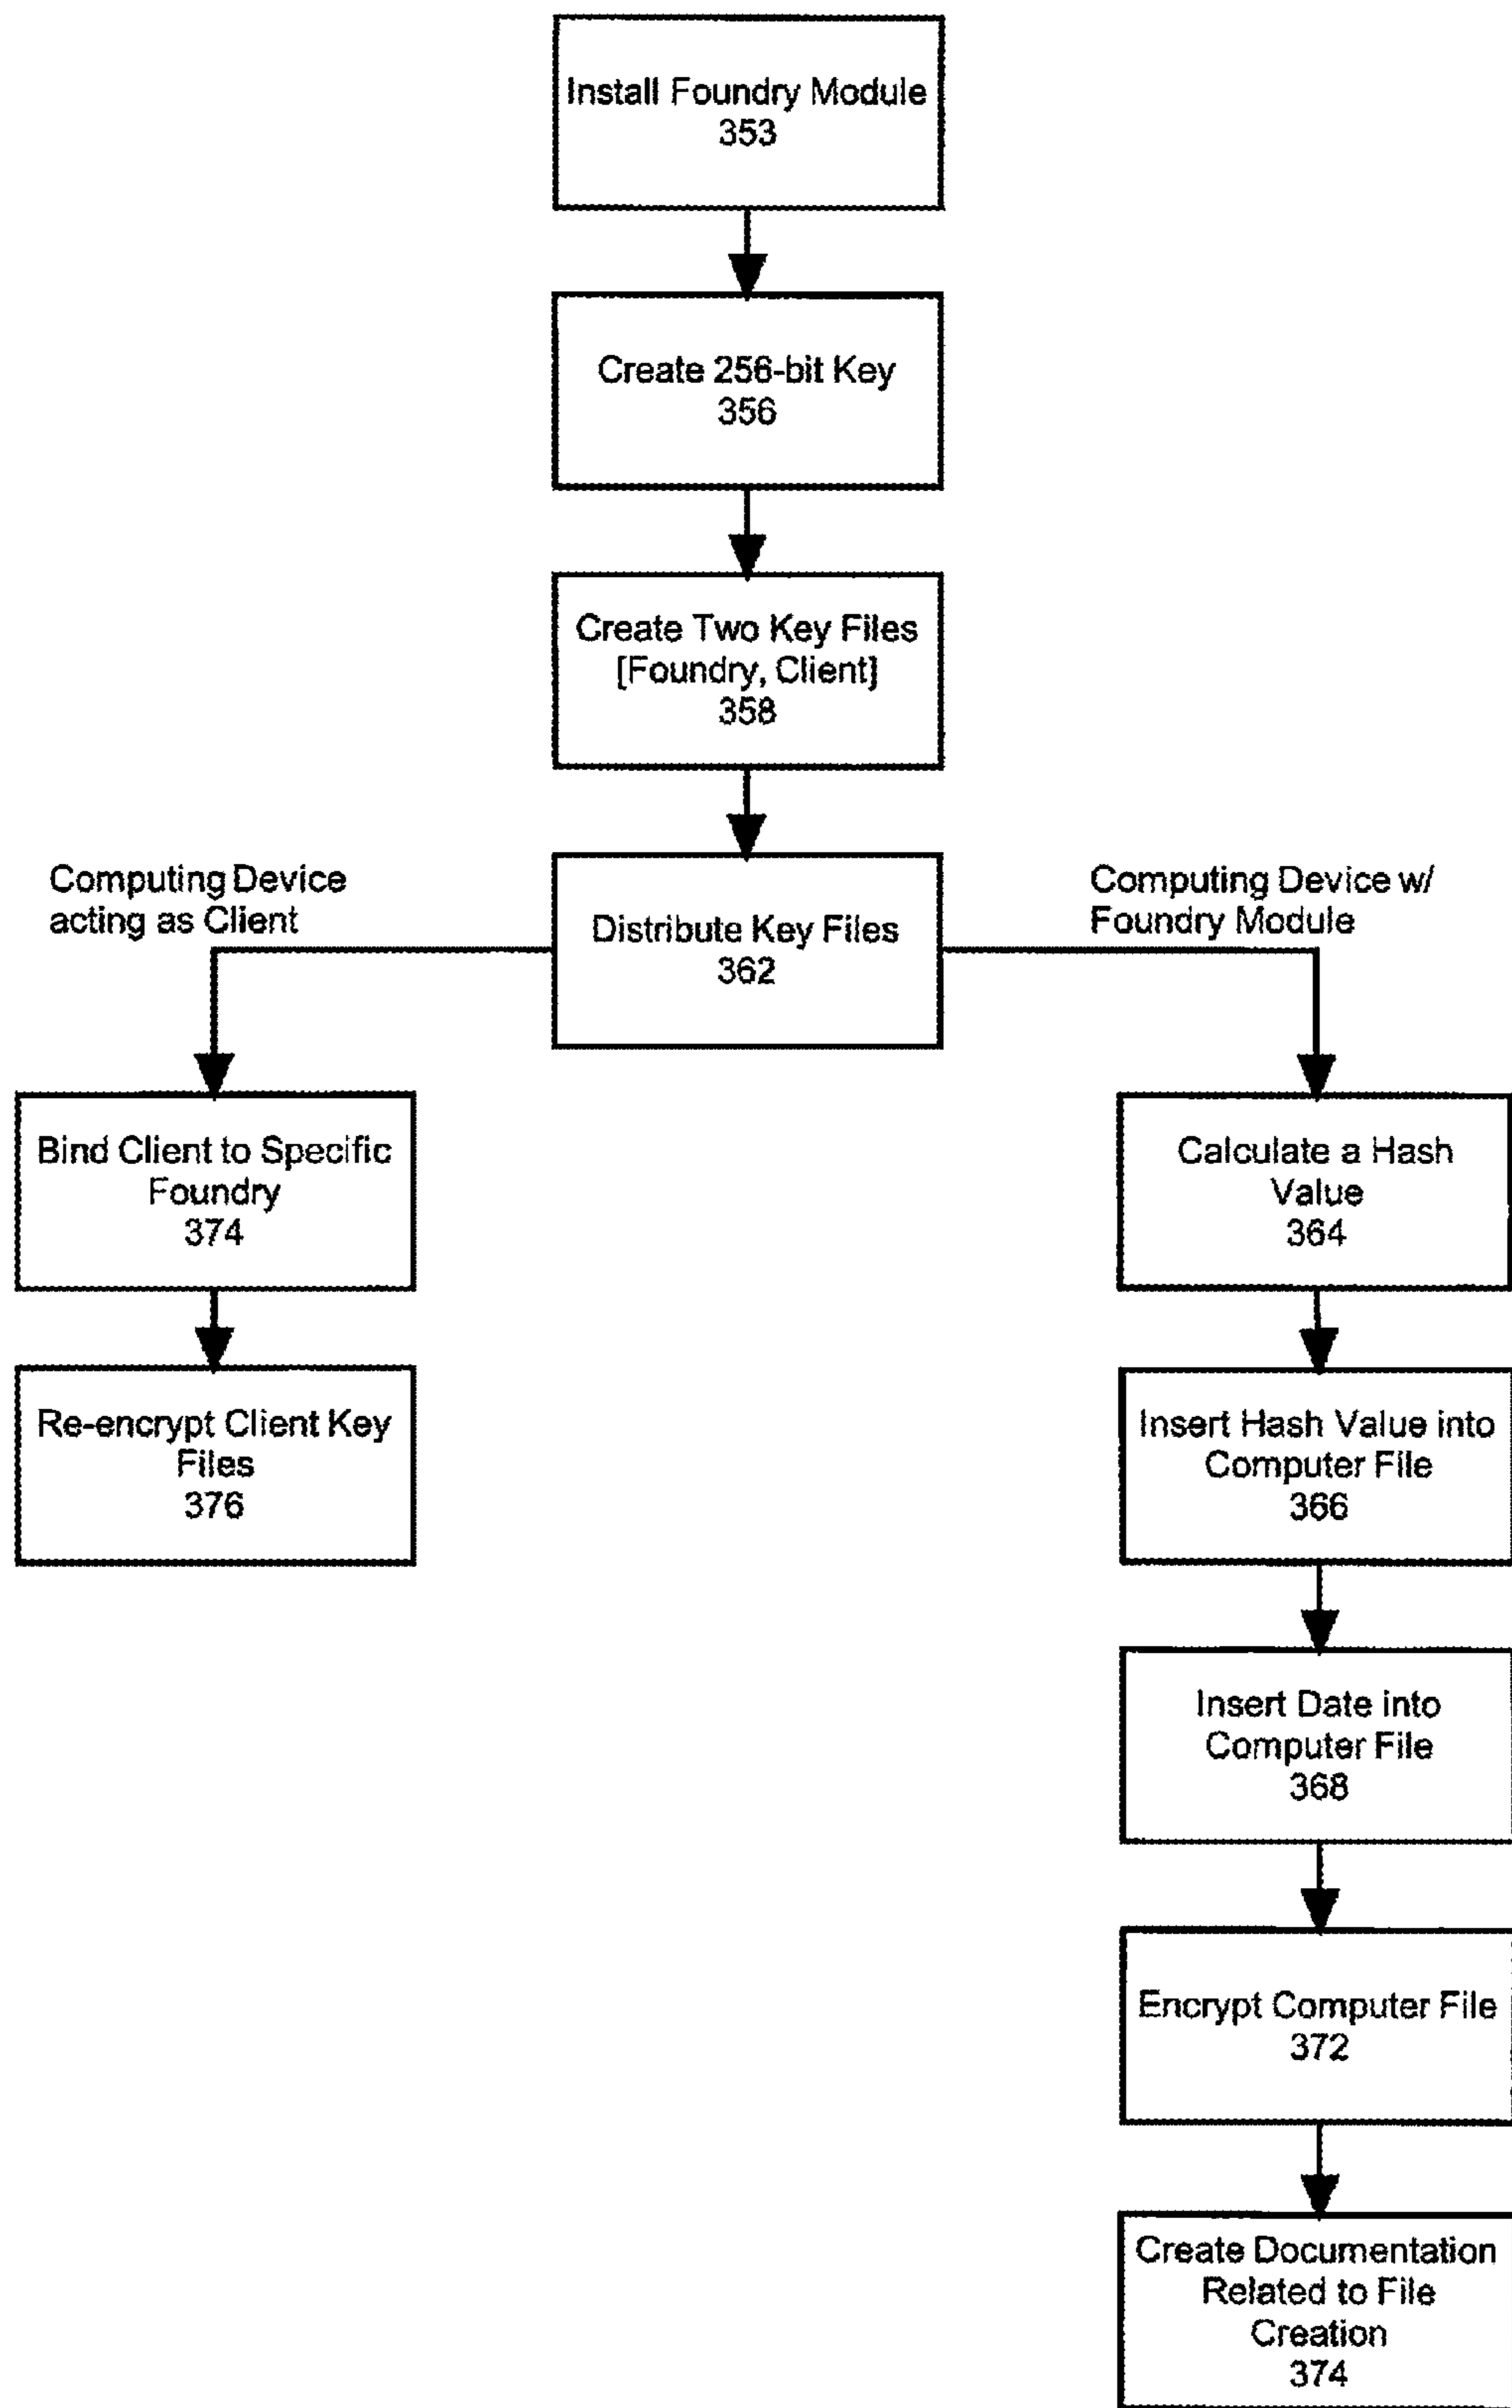 Install Foundry Module
353
Create 256-bit Key
356
Create Two Key Files
[Foundry, Client]
358
Computing Device
acting as Client
Distribute Key Files
362
Computing Device w/
Foundry Module
Bind Client to Specific
Foundry
374
Re-encrypt Client Key
Files
376
Calculate a Hash
Value
364
Insert Hash Value into
Computer File
366
Insert Date into
Computer File
368
Encrypt Computer File
372
Create Documentation
Related to File
Creation
374